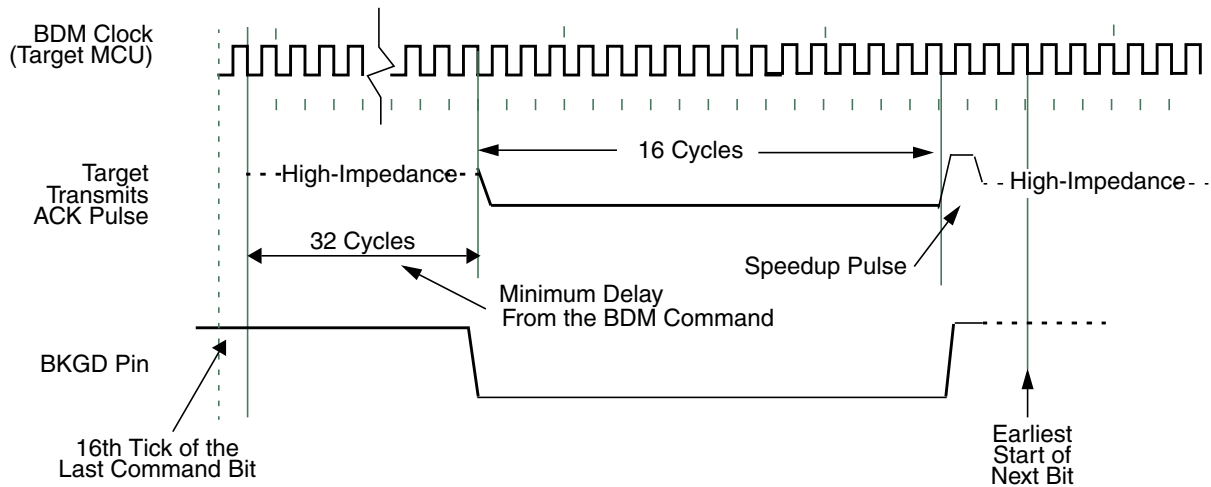 BDM Clock
(Target MCU)
16 Cycles
Target
Transmits
ACK Pulse
High-Impedance
High-Impedance
32 Cycles
Speedup Pulse
Minimum Delay
From the BDM Command
BKGD Pin
16th Tick of the
Last Command Bit
Earliest
Start of
Next Bit